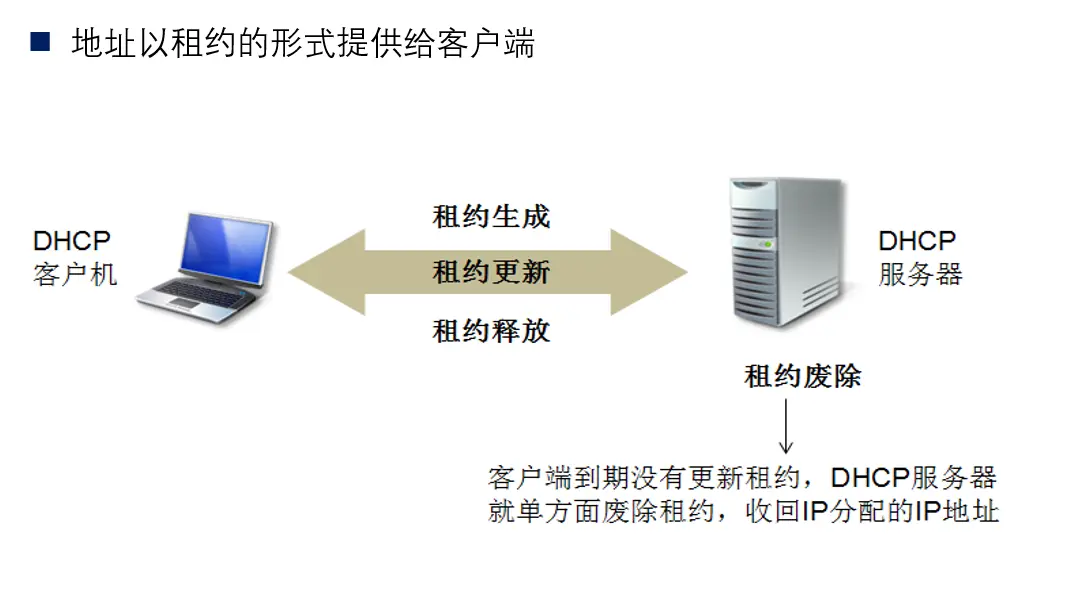 地址以租约的形式提供给客户端
DHCP
客户机
租约生成
租约更新
租约释放
DHCP
服务器
租约废除
客户端到期没有更新租约，DHCP服务器
就单方面废除租约，收回IP分配的IP地址